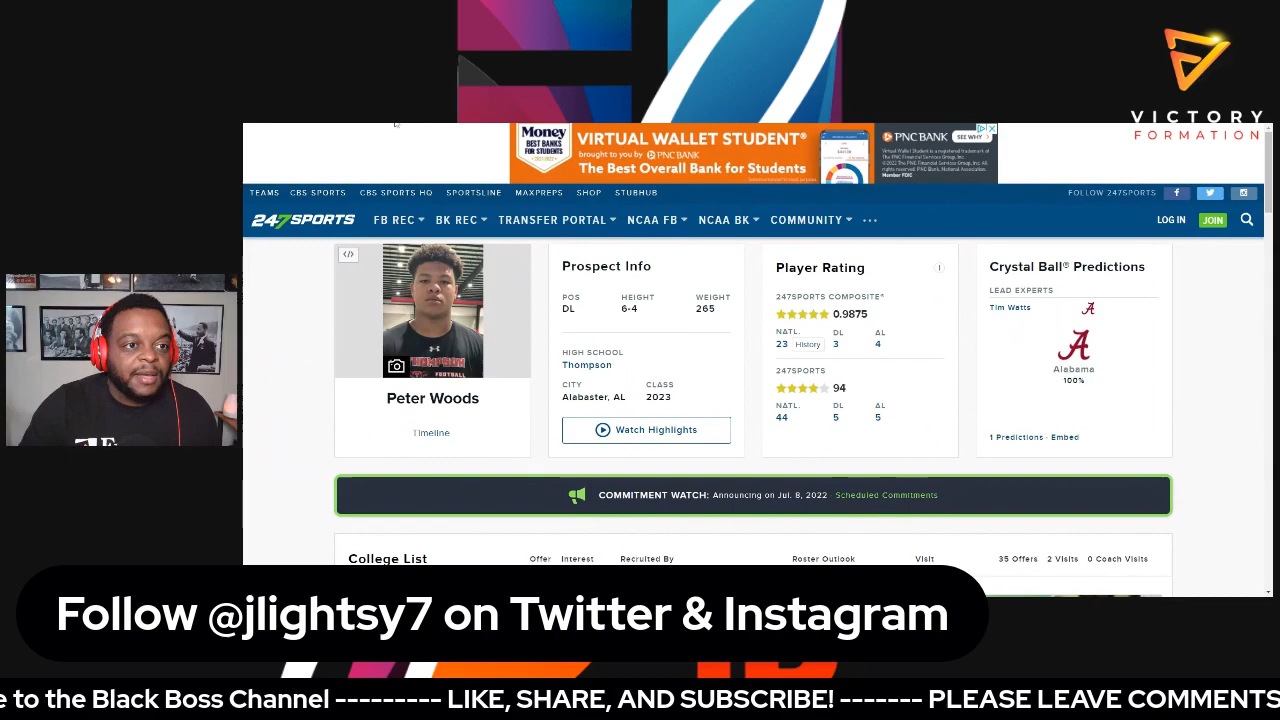 VICTORY
FORMATION
Money
BEST BANKS
FOR STUDENTS
2021-2022
VIRTUAL WALLET STUDENT®
brought to you by PNC BANK
The Best Overall Bank for Students
PNC BANK
SEE WHY
TEAMS CBS SPORTS CBS SPORTS HQ SPORTSLINE MAXPREPS SHOP STUBHUB
FOLLOW 247SPORTS
247SPORTS FB REC BK REC TRANSFER PORTAL NCAA FB NCAA BK COMMUNITY
LOG IN JOIN
</>
THOMPSON
FOOTBALL
Peter Woods
Timeline
Prospect Info
POS HEIGHT WEIGHT
DL 6-4 265
HIGH SCHOOL
Thompson
CITY CLASS
Alabaster, AL 2023
Watch Highlights
Player Rating
247SPORTS COMPOSITE®
0.9875
NATL. DL AL
23 History 3 4
247SPORTS
94
NATL. DL AL
44 5 5
Crystal Ball® Predictions
LEAD EXPERTS
Tim Watts
Alabama
100%
1 Predictions · Embed
COMMITMENT WATCH: Announcing on Jul. 8, 2022 · Scheduled Commitments
College List Offer Interest Recruited By Roster Outlook Visit 35 Offers 2 Visits 0 Coach Visits
Follow @jlightsy7 on Twitter & Instagram
e to the Black Boss Channel --------- LIKE, SHARE, AND SUBSCRIBE! ------- PLEASE LEAVE COMMENTS